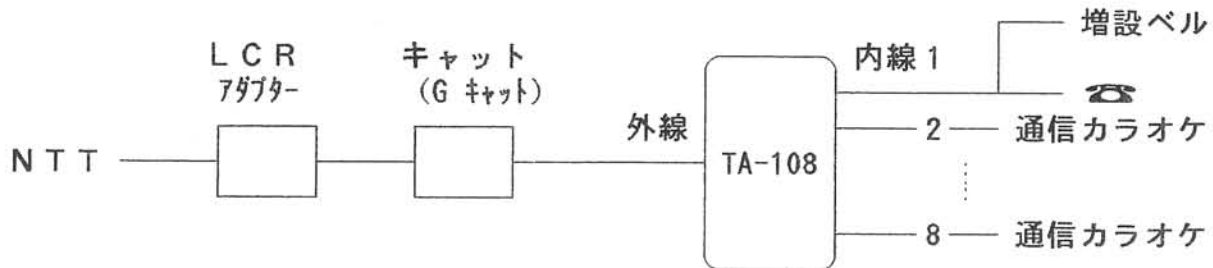 増設ベル
LCR
アダプター
キャット
(G キャット)
内線1
☎
外線
2
通信カラオケ
NTT
TA-108
8
通信カラオケ